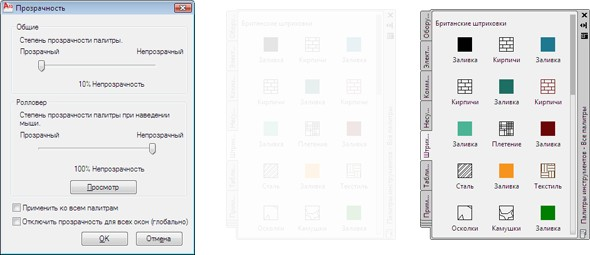 Прозрачность
Общие
Степень прозрачности палитры.
Прозрачный Непрозрачный
10% Непрозрачность
Ролловер
Степень прозрачности палитры при наведении
мыши.
Прозрачный Непрозрачный
100% Непрозрачность
Просмотр
Применить ко всем палитрам
Отключить прозрачность для всех окон (глобально)
OK Отмена
Британские штриховки
Заливка Кирпичи Заливка
Кирпичи Заливка Кирпичи
Заливка Плетение Заливка
Сталь Заливка Текстиль
Осколки Камушки Заливка
Британские штриховки
Заливка Кирпичи Заливка
Кирпичи Заливка Кирпичи
Заливка Плетение Заливка
Сталь Заливка Текстиль
Осколки Камушки Заливка
Обору...
Элект...
Комм...
Несу...
Штрих...
Табли...
Прим...
Палитры инструментов - Все палитры